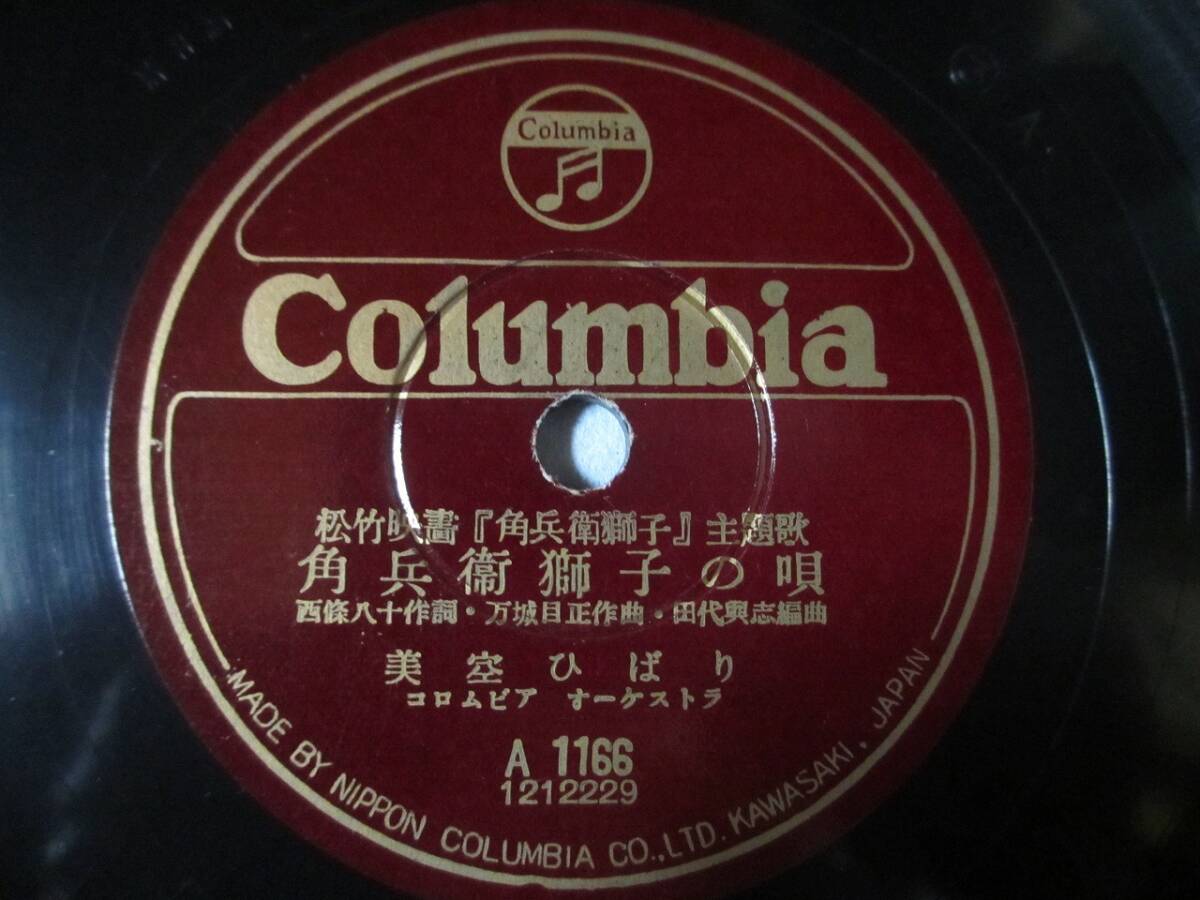 Columbia
Columbia
松竹映畵『角兵衛獅子』主題歌
角兵衞獅子の唄
西條八十作詞・万城目正作曲・田代與志編曲
美空ひばり
コロムビア オーケストラ
A 1166
1212229
MADE BY NIPPON COLUMBIA CO.,LTD. KAWASAKI, JAPAN